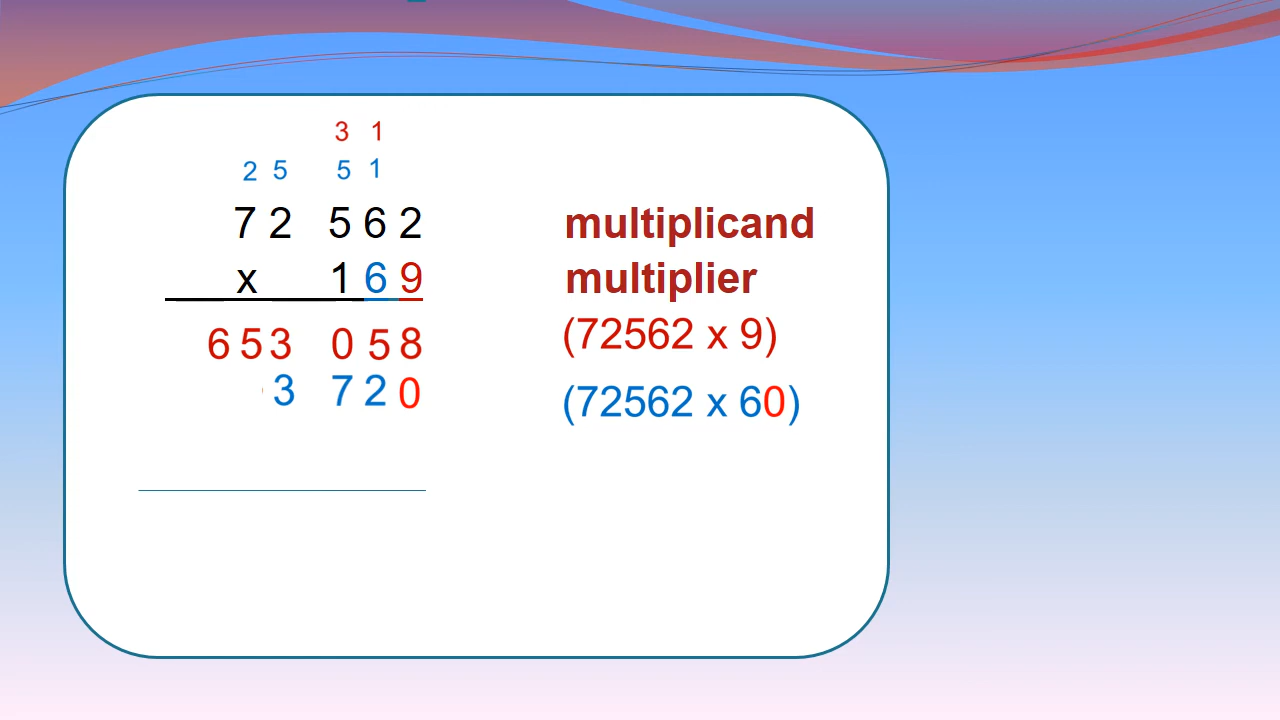 3 1
2 5 5 1
7 2 5 6 2 multiplicand
x 1 6 9 multiplier
6 5 3 0 5 8 (72562 x 9)
3 7 2 0 (72562 x 60)